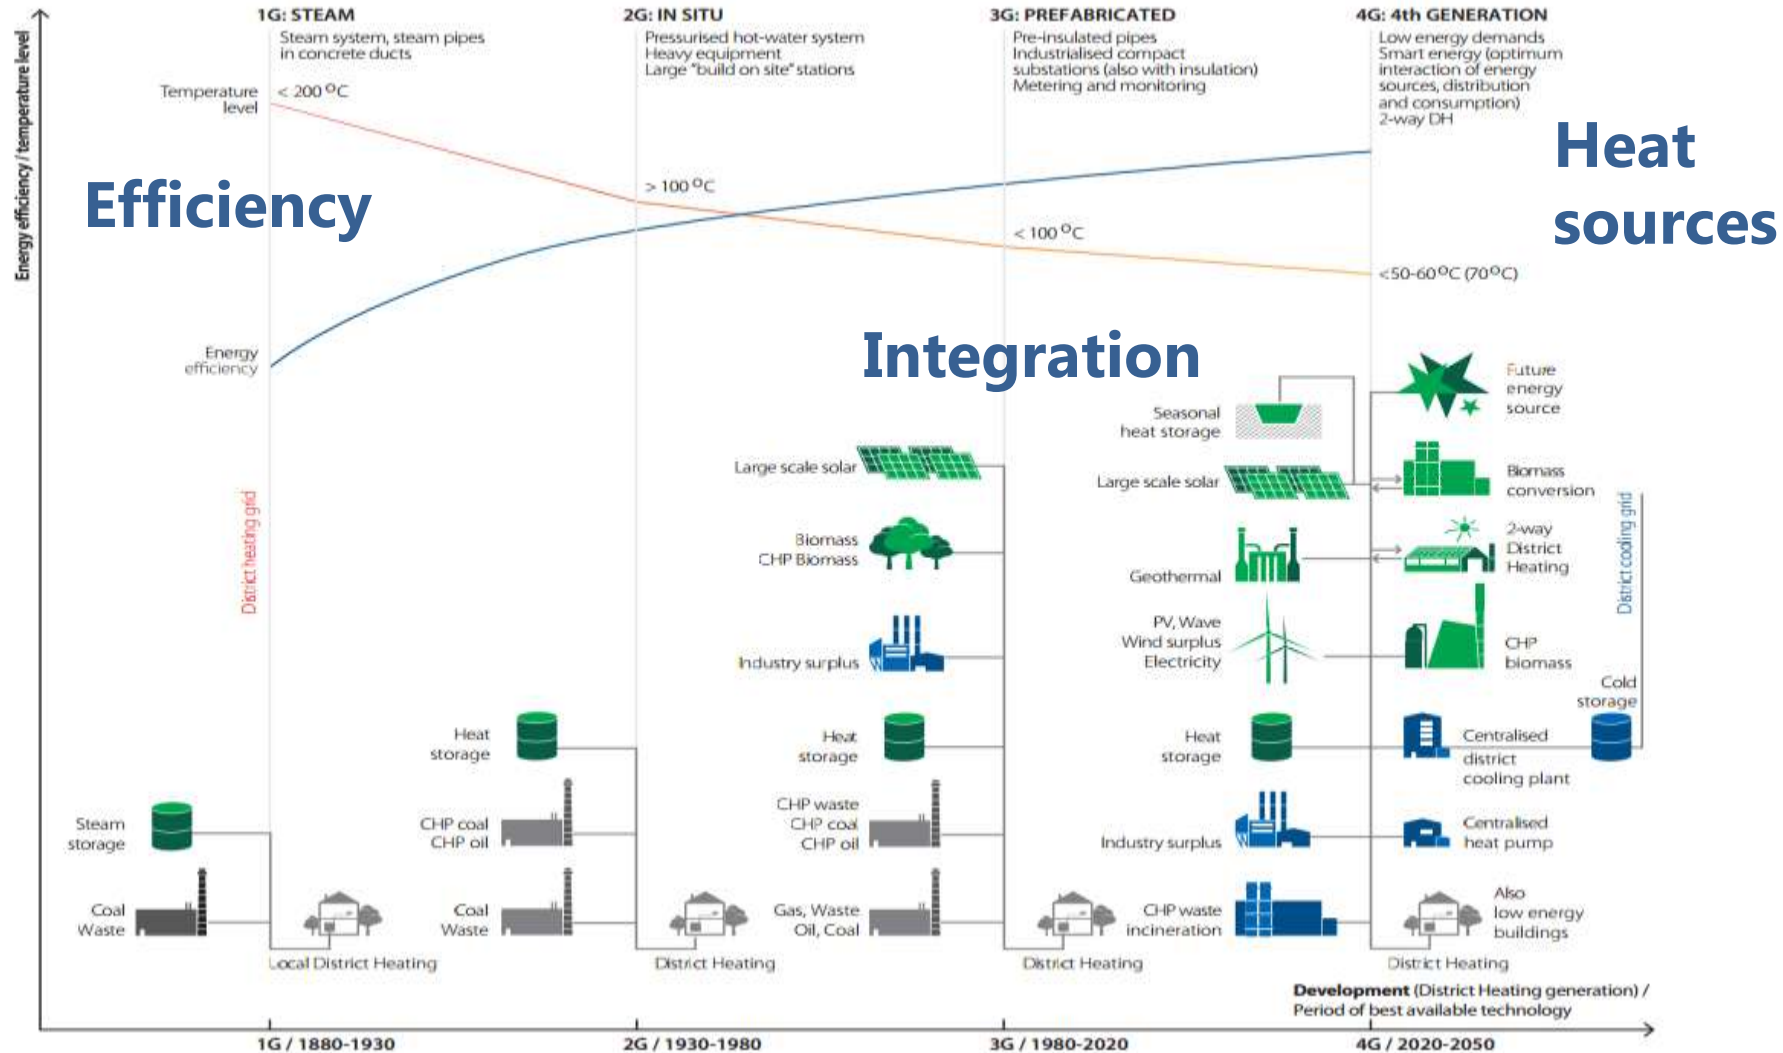 Energy efficiency / temperature level
1G: STEAM
Steam system, steam pipes
in concrete ducts
2G: IN SITU
Pressurised hot-water system
Heavy equipment
Large "build on site" stations
3G: PREFABRICATED
Pre-insulated pipes
Industrialised compact
substations (also with insulation)
Metering and monitoring
4G: 4th GENERATION
Low energy demands
Smart energy (optimum
interaction of energy
sources, distribution
and consumption)
2-way DH
Temperature
level
< 200 °C
> 100 °C
< 100 °C
<50-60°C (70°C)
Efficiency
Heat
sources
Integration
Energy
efficiency
District heating grid
Steam
storage
Coal
Waste
Local District Heating
Heat
storage
CHP coal
CHP oil
Coal
Waste
District Heating
Large scale solar
Biomass
CHP Biomass
Industry surplus
Heat
storage
CHP waste
CHP coal
CHP oil
Gas, Waste
Oil, Coal
District Heating
Seasonal
heat storage
Large scale solar
Geothermal
PV, Wave
Wind surplus
Electricity
Heat
storage
Industry surplus
CHP waste
incineration
Future
energy
source
Biomass
conversion
2-way
District
Heating
CHP
biomass
Cold
storage
District cooling grid
Centralised
district
cooling plant
Centralised
heat pump
Also
low energy
buildings
District Heating
Development (District Heating generation) /
Period of best available technology
1G / 1880-1930
2G / 1930-1980
3G / 1980-2020
4G / 2020-2050